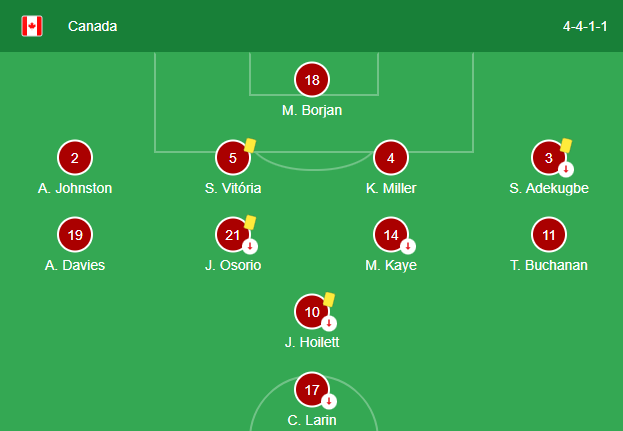 Canada 4-4-1-1
18
M. Borjan
2 5 4 3
A. Johnston S. Vitória K. Miller S. Adekugbe
19 21 14 11
A. Davies J. Osorio M. Kaye T. Buchanan
10
J. Hoilett
17
C. Larin